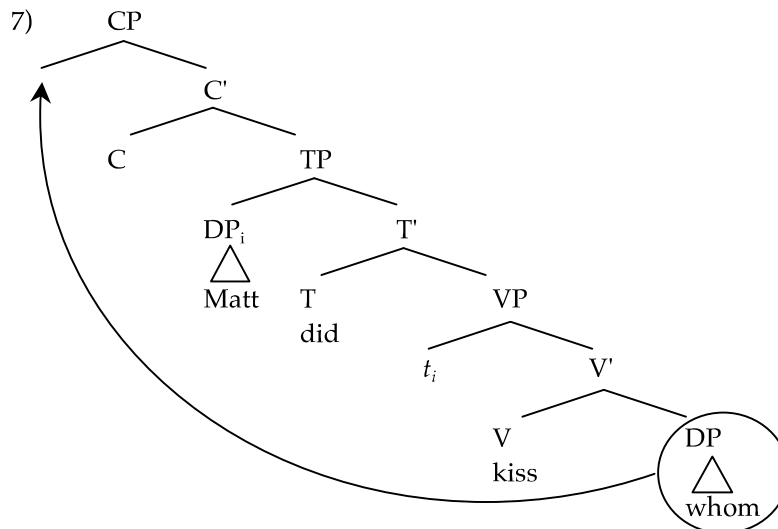 7) CP
C'
C TP
DPi T'
Matt T VP
did
ti V'
V DP
kiss
whom